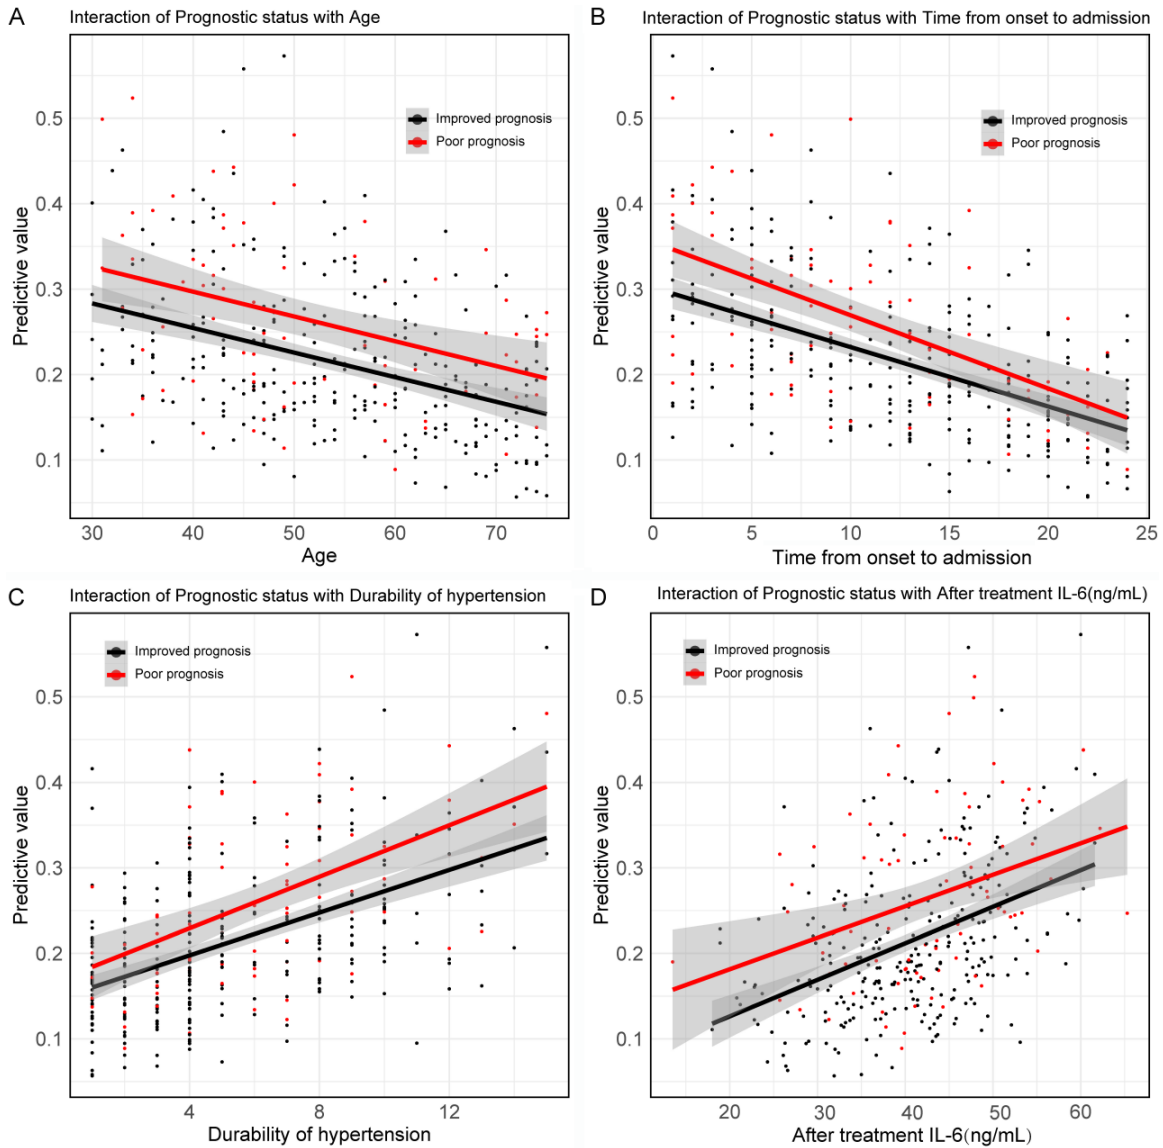 A
Interaction of Prognostic status with Age
Predictive value
0.5
0.4
0.3
0.2
0.1
Improved prognosis
Poor prognosis
30 40 50 60 70
Age
B
Interaction of Prognostic status with Time from onset to admission
Predictive value
0.5
0.4
0.3
0.2
0.1
Improved prognosis
Poor prognosis
0 5 10 15 20 25
Time from onset to admission
C
Interaction of Prognostic status with Durability of hypertension
Predictive value
0.5
0.4
0.3
0.2
0.1
Improved prognosis
Poor prognosis
4 8 12
Durability of hypertension
D
Interaction of Prognostic status with After treatment IL-6(ng/mL)
Predictive value
0.5
0.4
0.3
0.2
0.1
Improved prognosis
Poor prognosis
20 30 40 50 60
After treatment IL-6(ng/mL)